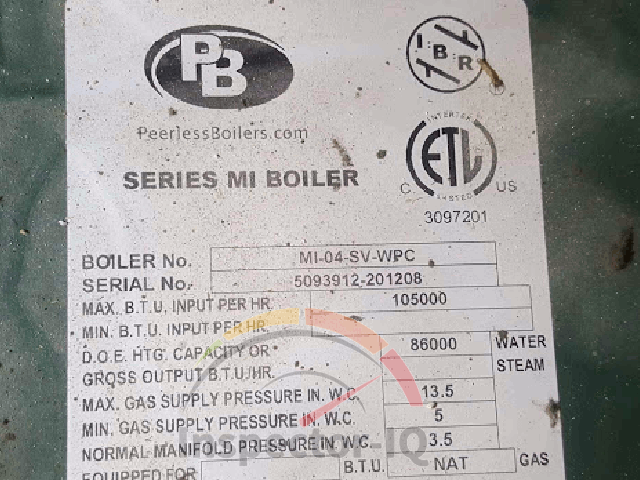 PB
IBR
PeerlessBoilers.com
INTERTEK
ETL
C US
3097201
SERIES MI BOILER
BOILER No. MI-04-SV-WPC
SERIAL No. 5093912-201208
MAX. B.T.U. INPUT PER HR. 105000
MIN. B.T.U. INPUT PER HR.
D.O.E. HTG. CAPACITY OR 86000 WATER
GROSS OUTPUT B.T.U./HR. STEAM
MAX. GAS SUPPLY PRESSURE IN. W.C. 13.5
MIN. GAS SUPPLY PRESSURE IN. W.C. 5
NORMAL MANIFOLD PRESSURE IN. W.C. 3.5
EQUIPPED FOR B.T.U. NAT GAS
Inspector-IQ